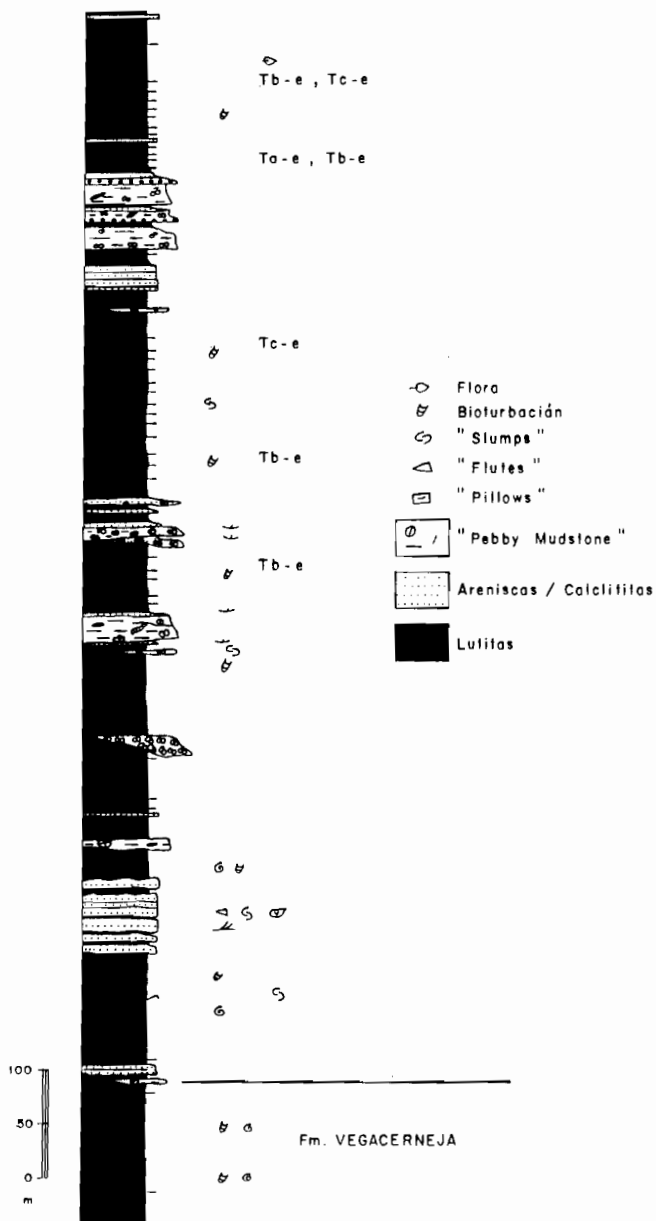 Tb-e , Tc-e
Ta-e , Tb-e
Tc-e
Tb-e
Tb-e
Flora
Bioturbación
" Slumps "
" Flutes "
" Pillows "
" Pebby Mudstone "
Areniscas / Calclititas
Lutitas
100
50
0
m
Fm. VEGACERNEJA